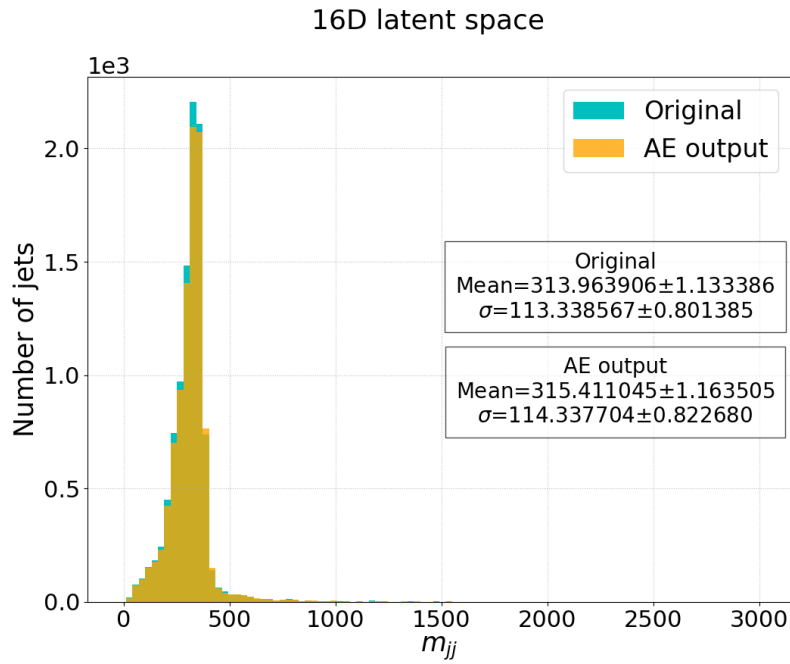 16D latent space
1e3
Original
AE output
2.0
1.5
1.0
0.5
0.0
Number of jets
Original
Mean=313.963906±1.133386
σ=113.338567±0.801385
AE output
Mean=315.411045±1.163505
σ=114.337704±0.822680
0 500 1000 1500 2000 2500 3000
m_{jj}